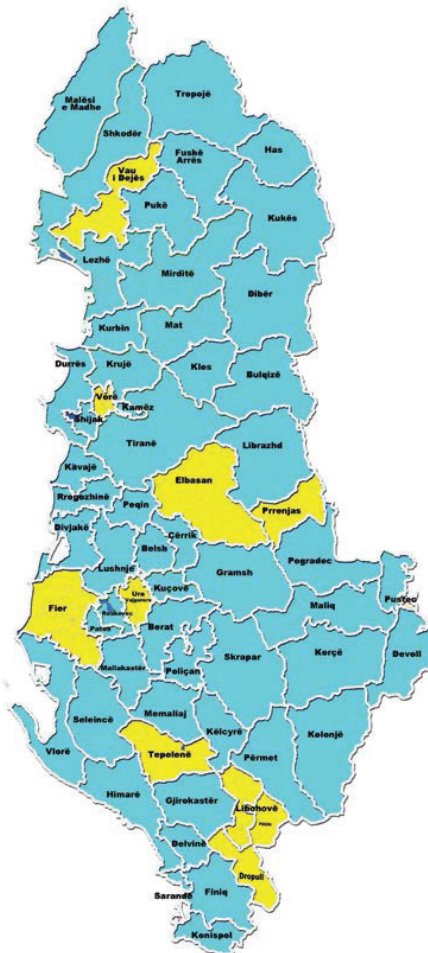 Malësi
e Madhe
Tropojë
Shkodër
Fushë
Arrës
Has
Vau
i Dejës
Pukë
Kukës
Lezhë
Mirditë
Dibër
Kurbin
Mat
Durrës
Krujë
Klos
Bulqizë
Vorë
Kamëz
Shijak
Tiranë
Librazhd
Kavajë
Elbasan
Rrogozhinë
Peqin
Prrenjas
Divjakë
Cërrik
Belsh
Lushnje
Gramsh
Pogradec
Kuçovë
Ura
Fier
Maliq
Pustec
Roskovec
Patos
Berat
Korçë
Devoll
Mallakastër
Skrapar
Poliçan
Memaliaj
Seleincë
Këlcyrë
Kolonjë
Vlorë
Tepelenë
Përmet
Himarë
Gjirokastër
Libohovë
Delvinë
Dropull
Sarandë
Finiq
Konispol